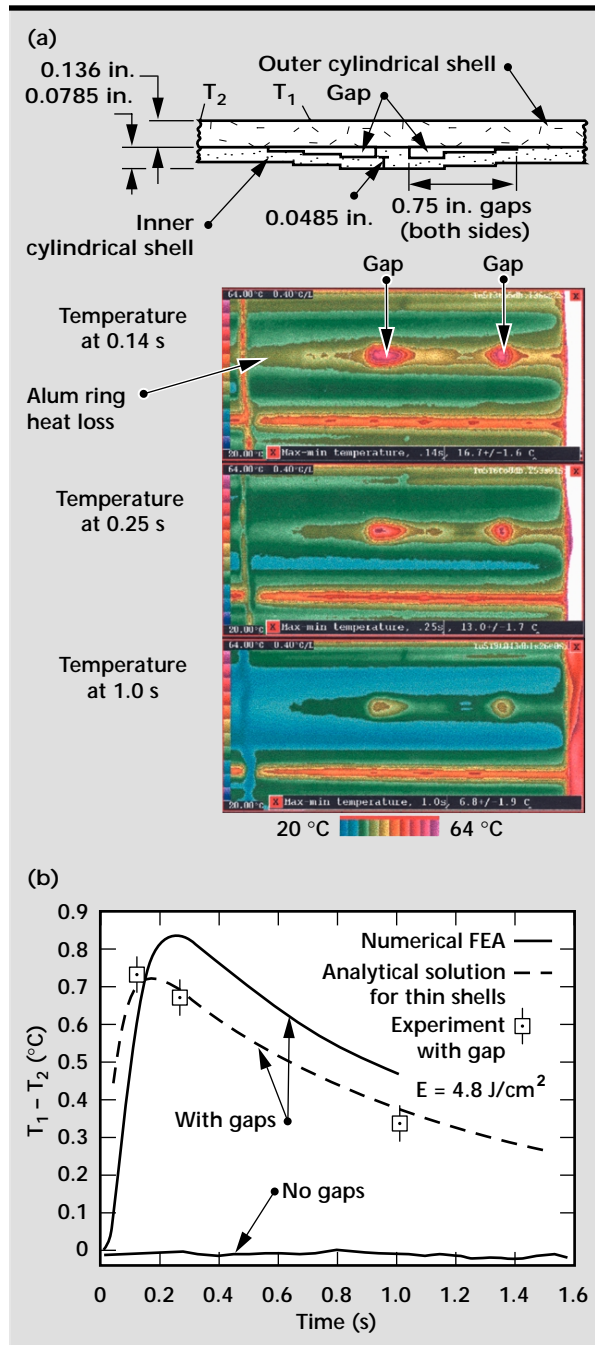 (a)
0.136 in.
0.0785 in.
T2
T1
Gap
Outer cylindrical shell
Inner
cylindrical shell
0.0485 in.
0.75 in. gaps
(both sides)
Gap
Gap
Temperature
at 0.14 s
64.00°C 0.40°C/L
Alum ring
heat loss
20.00°C
X Max-min temperature, .14s, 16.7+/-1.6 C
Temperature
at 0.25 s
64.00°C 0.40°C/L
20.00°C
X Max-min temperature, .25s, 13.0+/-1.7 C
Temperature
at 1.0 s
64.00°C 0.40°C/L
20.00°C
X Max-min temperature, 1.0s, 6.8+/-1.9 C
20 °C
64 °C
(b)
T1 – T2 (°C)
0.9
0.8
0.7
0.6
0.5
0.4
0.3
0.2
0.1
0
Numerical FEA
Analytical solution
for thin shells
Experiment
with gap
E = 4.8 J/cm2
With gaps
No gaps
0 0.2 0.4 0.6 0.8 1.0 1.2 1.4 1.6
Time (s)